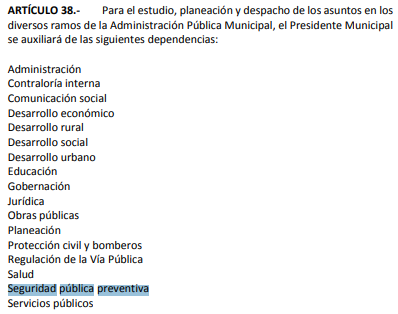 ARTÍCULO 38.- Para el estudio, planeación y despacho de los asuntos en los
diversos ramos de la Administración Pública Municipal, el Presidente Municipal
se auxiliará de las siguientes dependencias:
Administración
Contraloría interna
Comunicación social
Desarrollo económico
Desarrollo rural
Desarrollo social
Desarrollo urbano
Educación
Gobernación
Jurídica
Obras públicas
Planeación
Protección civil y bomberos
Regulación de la Vía Pública
Salud
Seguridad pública preventiva
Servicios públicos